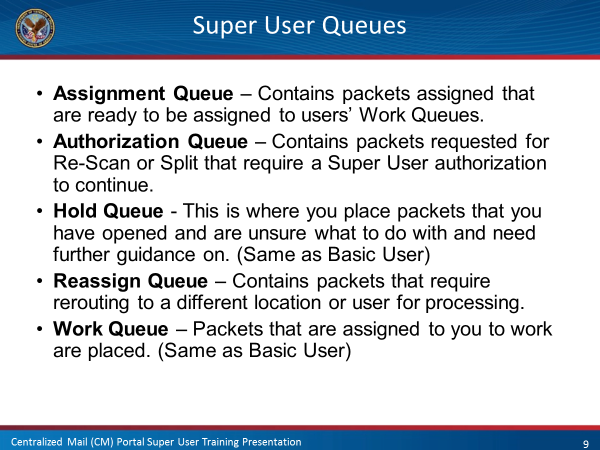 Super User Queues
• Assignment Queue – Contains packets assigned that
are ready to be assigned to users’ Work Queues.
• Authorization Queue – Contains packets requested for
Re-Scan or Split that require a Super User authorization
to continue.
• Hold Queue - This is where you place packets that you
have opened and are unsure what to do with and need
further guidance on. (Same as Basic User)
• Reassign Queue – Contains packets that require
rerouting to a different location or user for processing.
• Work Queue – Packets that are assigned to you to work
are placed. (Same as Basic User)
Centralized Mail (CM) Portal Super User Training Presentation
9